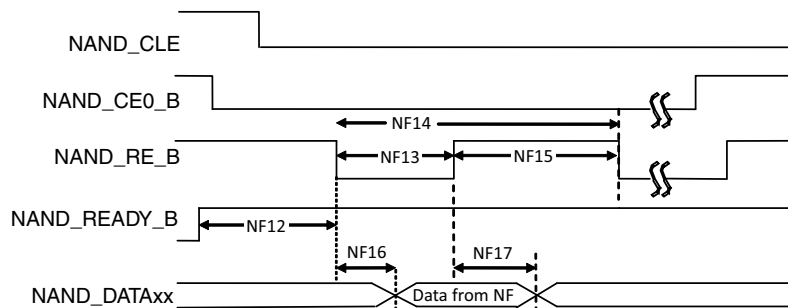 NAND_CLE
NAND_CE0_B
NF14
NAND_RE_B
NF13
NF15
NAND_READY_B
NF12
NF16
NF17
NAND_DATAxx
Data from NF